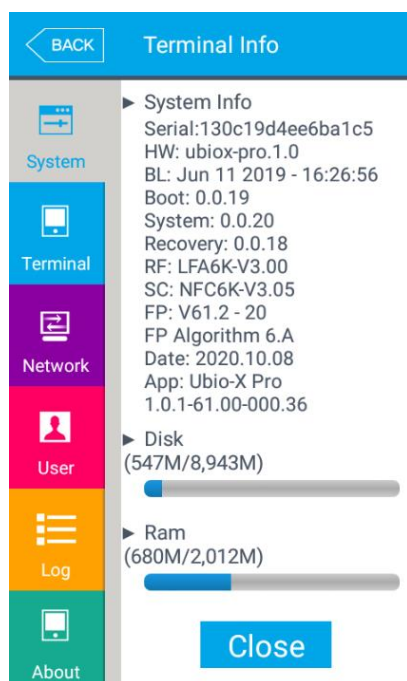 BACK
Terminal Info
System
Terminal
Network
User
Log
About
► System Info
Serial:130c19d4ee6ba1c5
HW: ubiox-pro.1.0
BL: Jun 11 2019 - 16:26:56
Boot: 0.0.19
System: 0.0.20
Recovery: 0.0.18
RF: LFA6K-V3.00
SC: NFC6K-V3.05
FP: V61.2 - 20
FP Algorithm 6.A
Date: 2020.10.08
App: Ubio-X Pro
1.0.1-61.00-000.36
► Disk
(547M/8,943M)
► Ram
(680M/2,012M)
Close